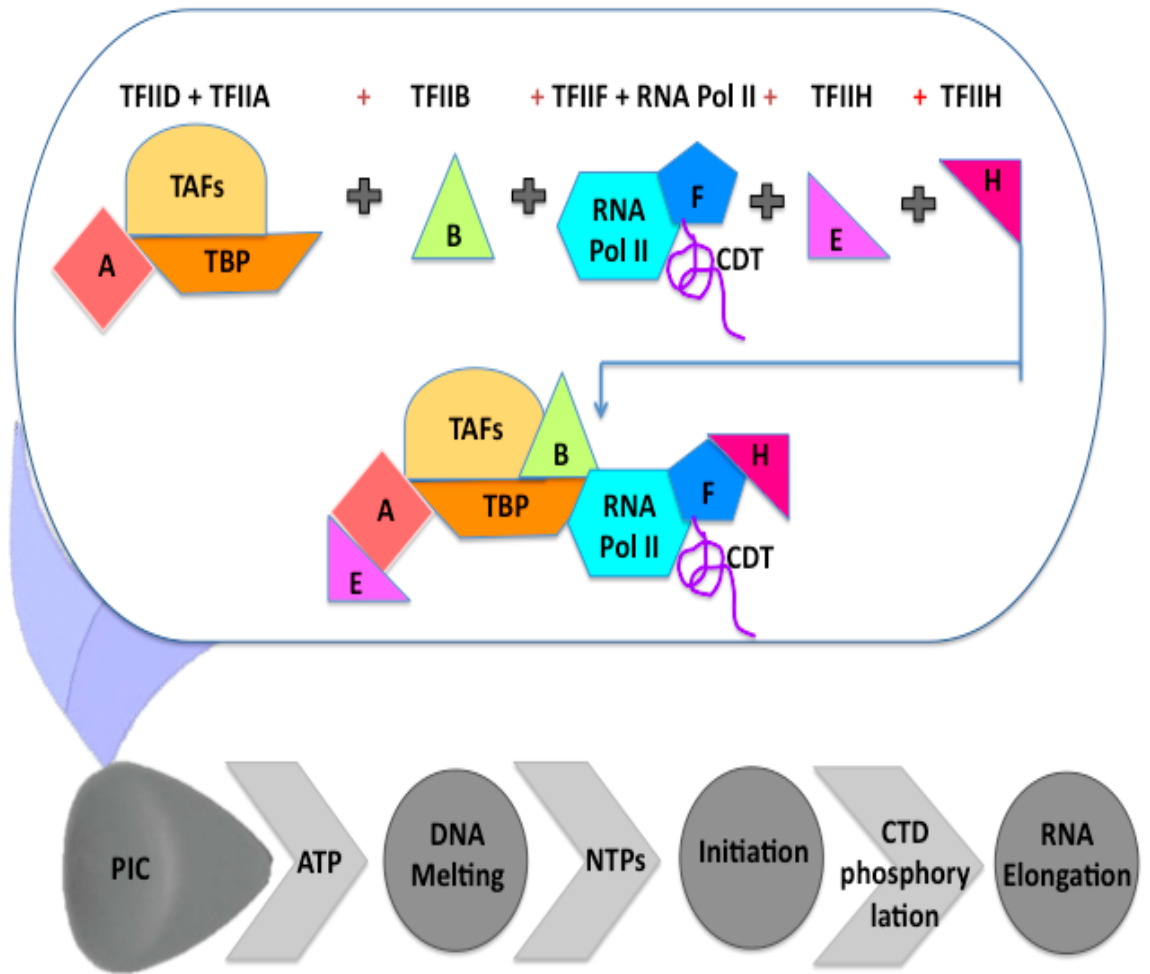 TFIID + TFIIA + TFIIB + TFIIF + RNA Pol II + TFIIH + TFIIH
TAFs
A
TBP
B
RNA
Pol II
F
CDT
E
H
TAFs
B
A
TBP
E
RNA
Pol II
F
H
CDT
PIC
ATP
DNA
Melting
NTPs
Initiation
CTD
phosphory
lation
RNA
Elongation